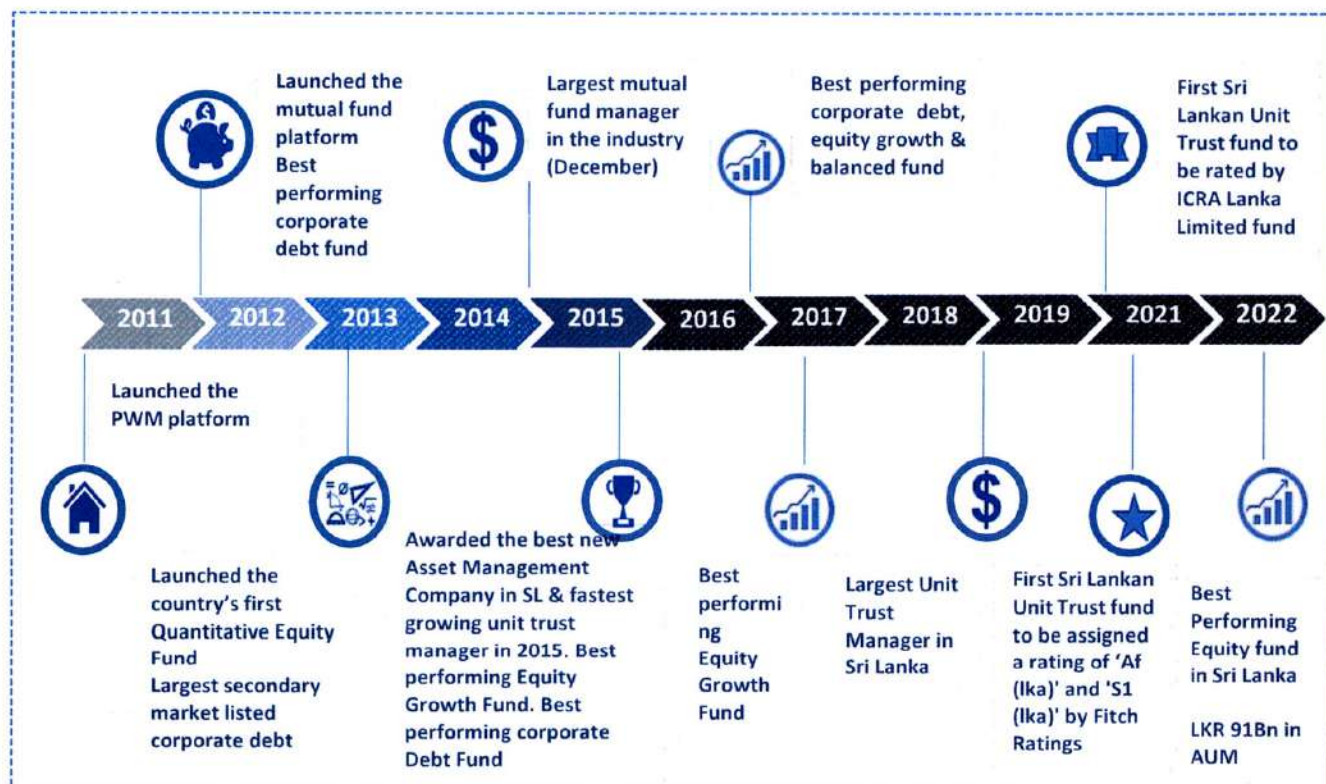 Launched the
mutual fund
platform
Best
performing
corporate
debt fund
Largest mutual
fund manager
in the industry
(December)
Best performing
corporate debt,
equity growth &
balanced fund
First Sri
Lankan Unit
Trust fund to
be rated by
ICRA Lanka
Limited fund
2011 2012 2013 2014 2015 2016 2017 2018 2019 2021 2022
Launched the
PWM platform
Launched the
country's first
Quantitative Equity
Fund
Largest secondary
market listed
corporate debt
Awarded the best new
Asset Management
Company in SL & fastest
growing unit trust
manager in 2015. Best
performing Equity
Growth Fund. Best
performing corporate
Debt Fund
Best
performi
ng
Equity
Growth
Fund
Largest Unit
Trust
Manager in
Sri Lanka
First Sri Lankan
Unit Trust fund
to be assigned
a rating of 'Af
(lka)' and 'S1
(lka)' by Fitch
Ratings
Best
Performing
Equity fund
in Sri Lanka
LKR 91Bn in
AUM